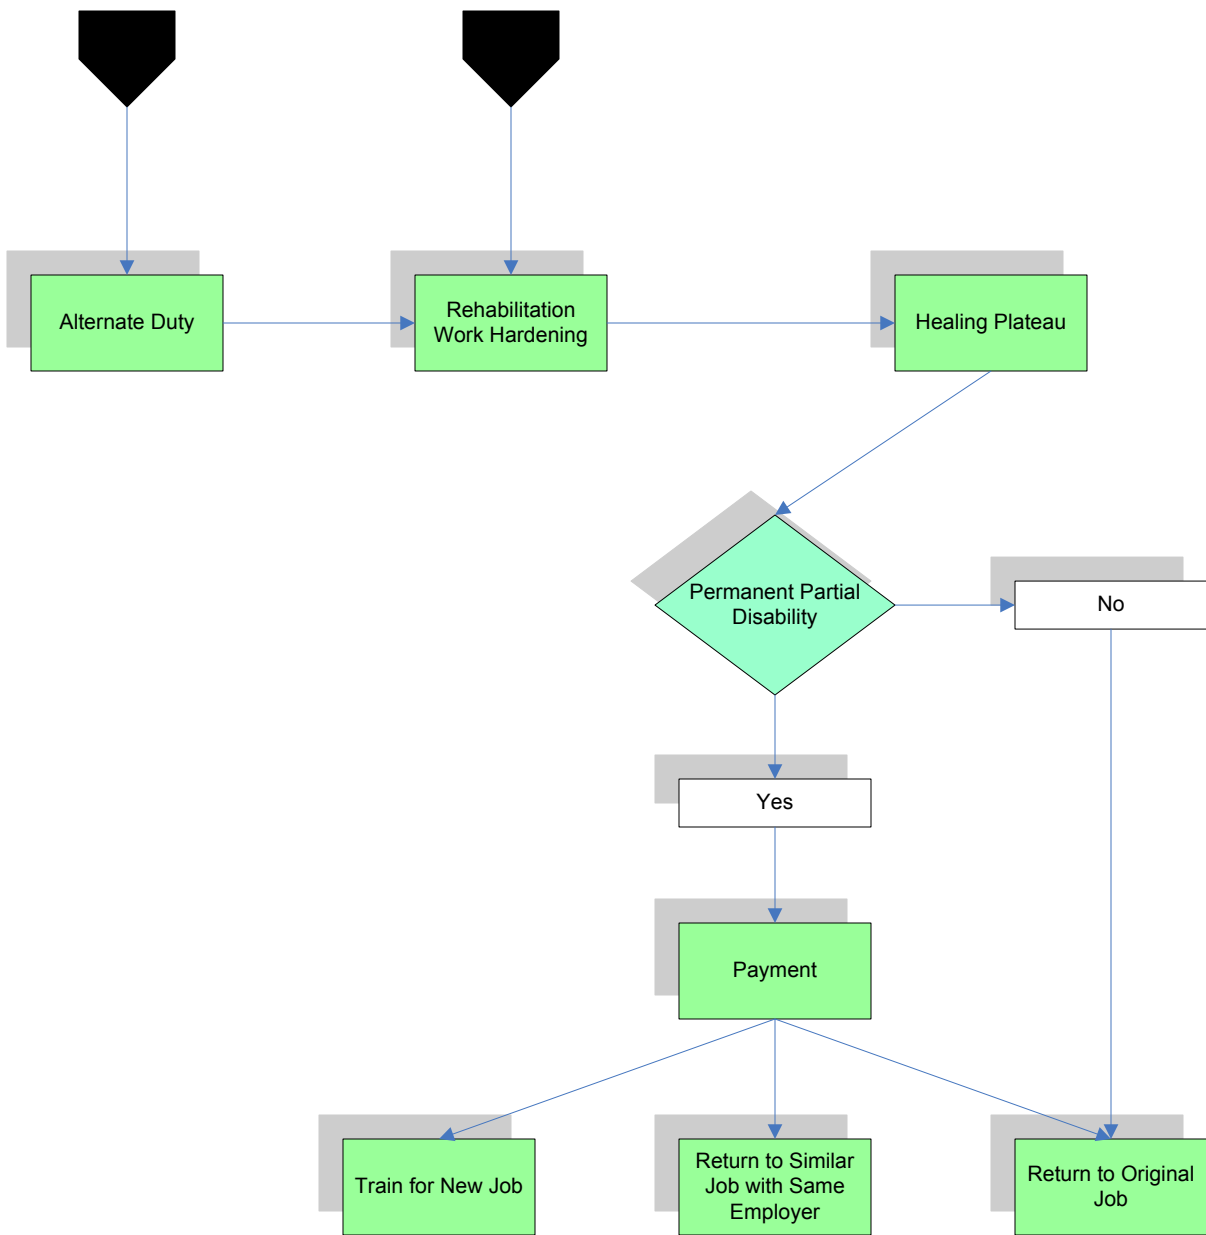 Alternate Duty
Rehabilitation
Work Hardening
Healing Plateau
Permanent Partial
Disability
No
Yes
Payment
Train for New Job
Return to Similar
Job with Same
Employer
Return to Original
Job